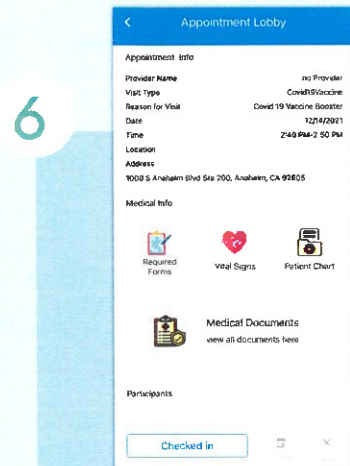 Appointment Lobby
6
Appointment Info
Provider Name no Provider
Visit Type Covid19Vaccine
Reason for Visit Covid 19 Vaccine Booster
Date 12/14/2021
Time 2:40 PM-2:50 PM
Location
Address
1000 S Anaheim Blvd Ste 200, Anaheim, CA 92805
Medical Info
Required Forms
Vital Signs
Patient Chart
Medical Documents
view all documents here
Participants
Checked in